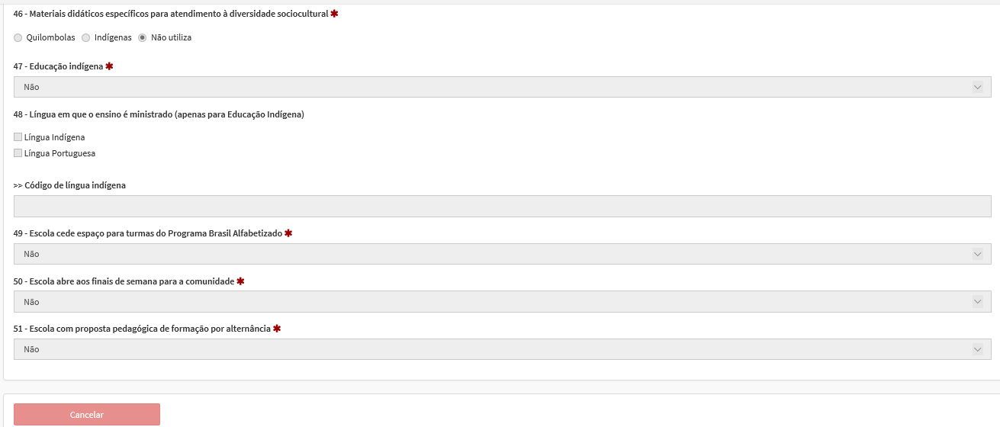 46 - Materiais didáticos específicos para atendimento à diversidade sociocultural ✱
Quilombolas Indígenas Não utiliza
47 - Educação indígena ✱
Não
48 - Língua em que o ensino é ministrado (apenas para Educação Indígena)
Língua Indígena
Língua Portuguesa
>> Código de língua indígena
49 - Escola cede espaço para turmas do Programa Brasil Alfabetizado ✱
Não
50 - Escola abre aos finais de semana para a comunidade ✱
Não
51 - Escola com proposta pedagógica de formação por alternância ✱
Não
Cancelar